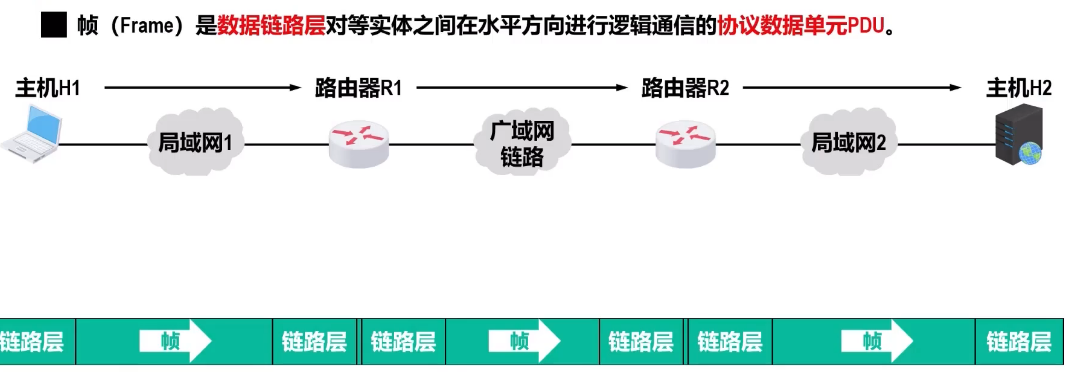 帧（Frame）是数据链路层对等实体之间在水平方向进行逻辑通信的协议数据单元PDU。
主机H1 路由器R1 路由器R2 主机H2
局域网1 广域网 链路 局域网2
链路层 帧 链路层 链路层 帧 链路层 链路层 帧 链路层